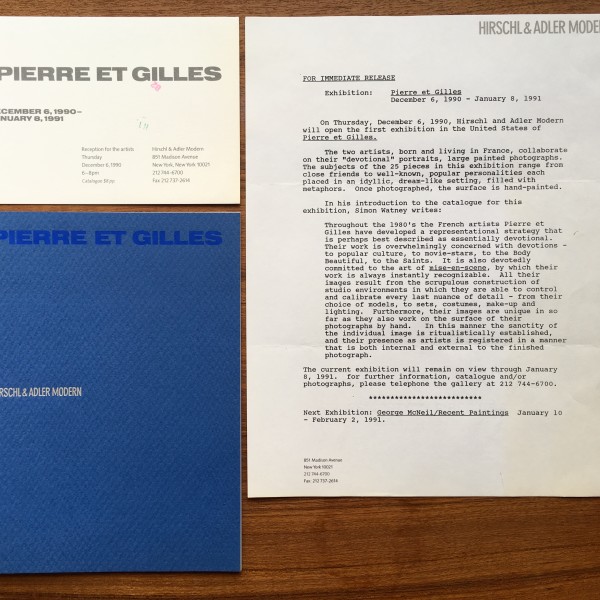 PIERRE ET GILLES
DECEMBER 6, 1990–
JANUARY 8, 1991
Reception for the artists
Thursday
December 6, 1990
6–8pm
Hirschl & Adler Modern
851 Madison Avenue
New York, New York 10021
212 744-6700
Fax 212 737-2614
PIERRE ET GILLES
HIRSCHL & ADLER MODERN
HIRSCHL & ADLER MODERN
FOR IMMEDIATE RELEASE
Exhibition: Pierre et Gilles
December 6, 1990 - January 8, 1991
On Thursday, December 6, 1990, Hirschl and Adler Modern
will open the first exhibition in the United States of
Pierre et Gilles.
The two artists, born and living in France, collaborate
on their "devotional" portraits, large painted photographs.
The subjects of the 25 pieces in this exhibition range from
close friends to well-known, popular personalities each
placed in an idyllic, dream-like setting, filled with
metaphors. Once photographed, the surface is hand-painted.
In his introduction to the catalogue for this
exhibition, Simon Watney writes:
Throughout the 1980's the French artists Pierre et
Gilles have developed a representational strategy that
is perhaps best described as essentially devotional.
Their work is overwhelmingly concerned with devotions -
to popular culture, to movie-stars, to the Body
Beautiful, to the Saints. It is also devotedly
committed to the art of mise-en-scene, by which their
work is always instantly recognizable. All their
images result from the scrupulous construction of
studio environments in which they are able to control
and calibrate every last nuance of detail - from their
choice of models, to sets, costumes, make-up and
lighting. Furthermore, their images are unique in so
far as they also work on the surface of their
photographs by hand. In this manner the sanctity of
the individual image is ritualistically established,
and their presence as artists is registered in a manner
that is both internal and external to the finished
photograph.
The current exhibition will remain on view through January
8, 1991. for further information, catalogue and/or
photographs, please telephone the gallery at 212 744-6700.
**************************
Next Exhibition: George McNeil/Recent Paintings January 10
- February 2, 1991.
851 Madison Avenue
New York 10021
212 744-6700
Fax: 212 737-2614